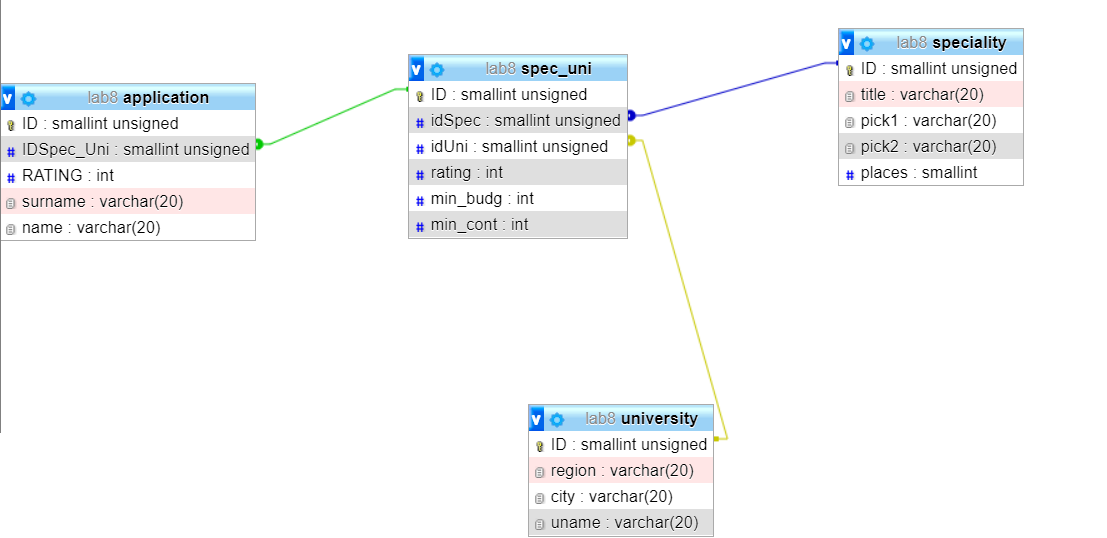 lab8 application
ID : smallint unsigned
IDSpec_Uni : smallint unsigned
RATING : int
surname : varchar(20)
name : varchar(20)
lab8 spec_uni
ID : smallint unsigned
idSpec : smallint unsigned
idUni : smallint unsigned
rating : int
min_budg : int
min_cont : int
lab8 speciality
ID : smallint unsigned
title : varchar(20)
pick1 : varchar(20)
pick2 : varchar(20)
places : smallint
lab8 university
ID : smallint unsigned
region : varchar(20)
city : varchar(20)
uname : varchar(20)